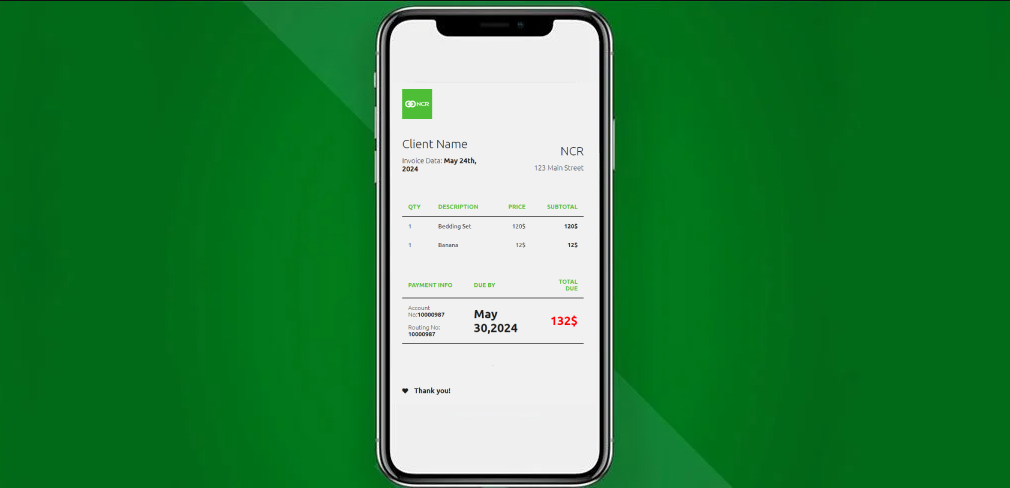 NCR
Client Name
Invoice Data: May 24th,
2024
NCR
123 Main Street
QTY DESCRIPTION PRICE SUBTOTAL
1 Bedding Set 120$ 120$
1 Banana 12$ 12$
PAYMENT INFO DUE BY TOTAL
DUE
Account
No:10000987
Routing No:
10000987
May
30,2024
132$
Thank you!